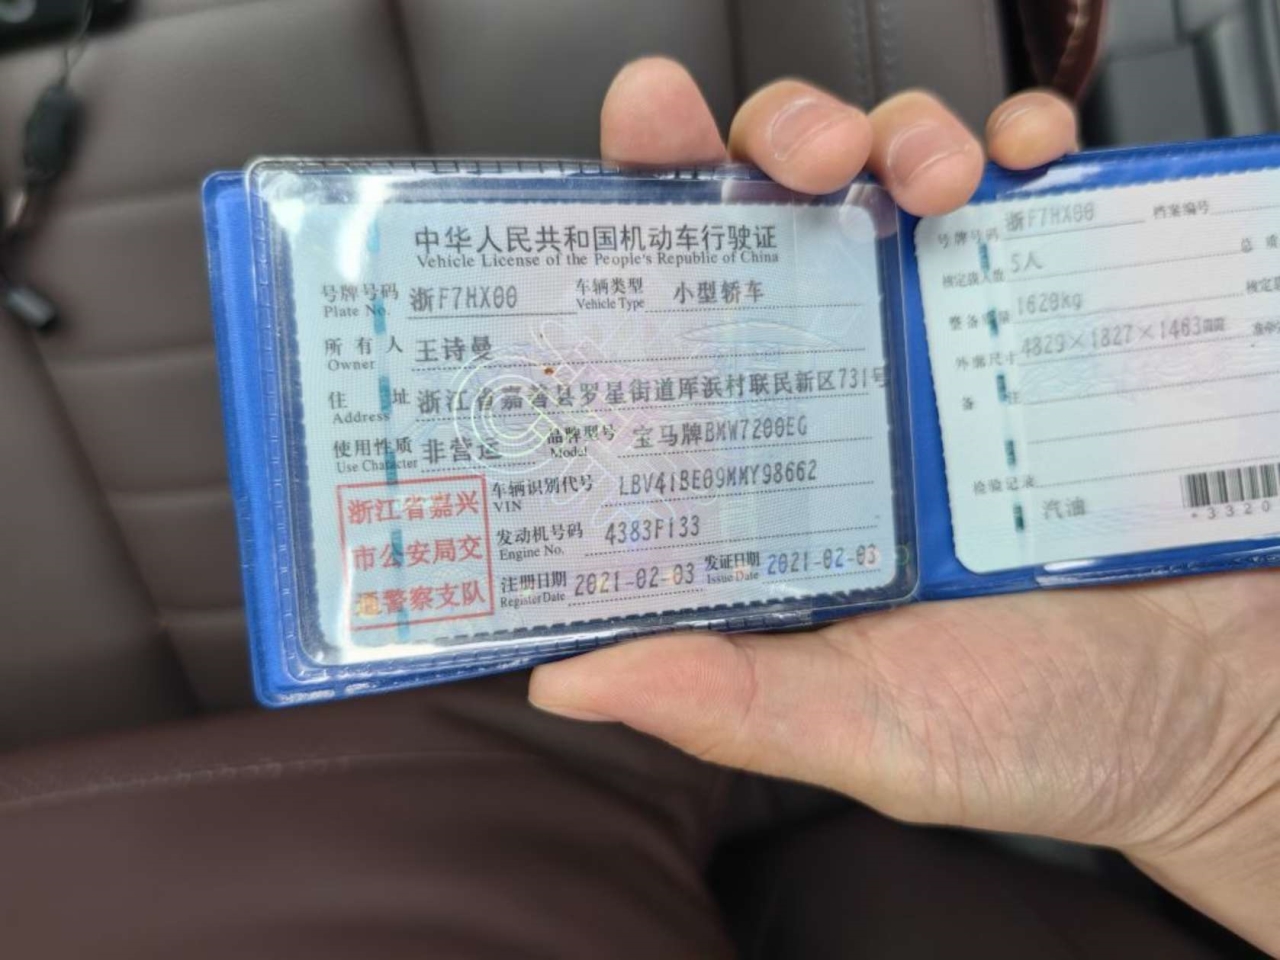 中华人民共和国机动车行驶证
Vehicle License of the People's Republic of China
号牌号码 浙F7HX00 车辆类型 小型轿车
Plate No. Vehicle Type
所有人 王诗曼
Owner
住址 浙江省嘉善县罗星街道厍浜村联民新区731号
Address
使用性质 非营运 品牌型号 宝马牌BMW7200EG
Use Character Model
车辆识别代号 LBV41BE09MMY98662
VIN
发动机号码 4383F133
Engine No.
注册日期 2021-02-03 发证日期 2021-02-03
Register Date Issue Date
浙江省嘉兴
市公安局交
通警察支队
号牌号码 浙F7HX00 档案编号
核定载人数 5人 总质
整备质量 1620kg 核定
外廓尺寸 4829×1827×1463mm
备注
检验记录
汽油
*3320